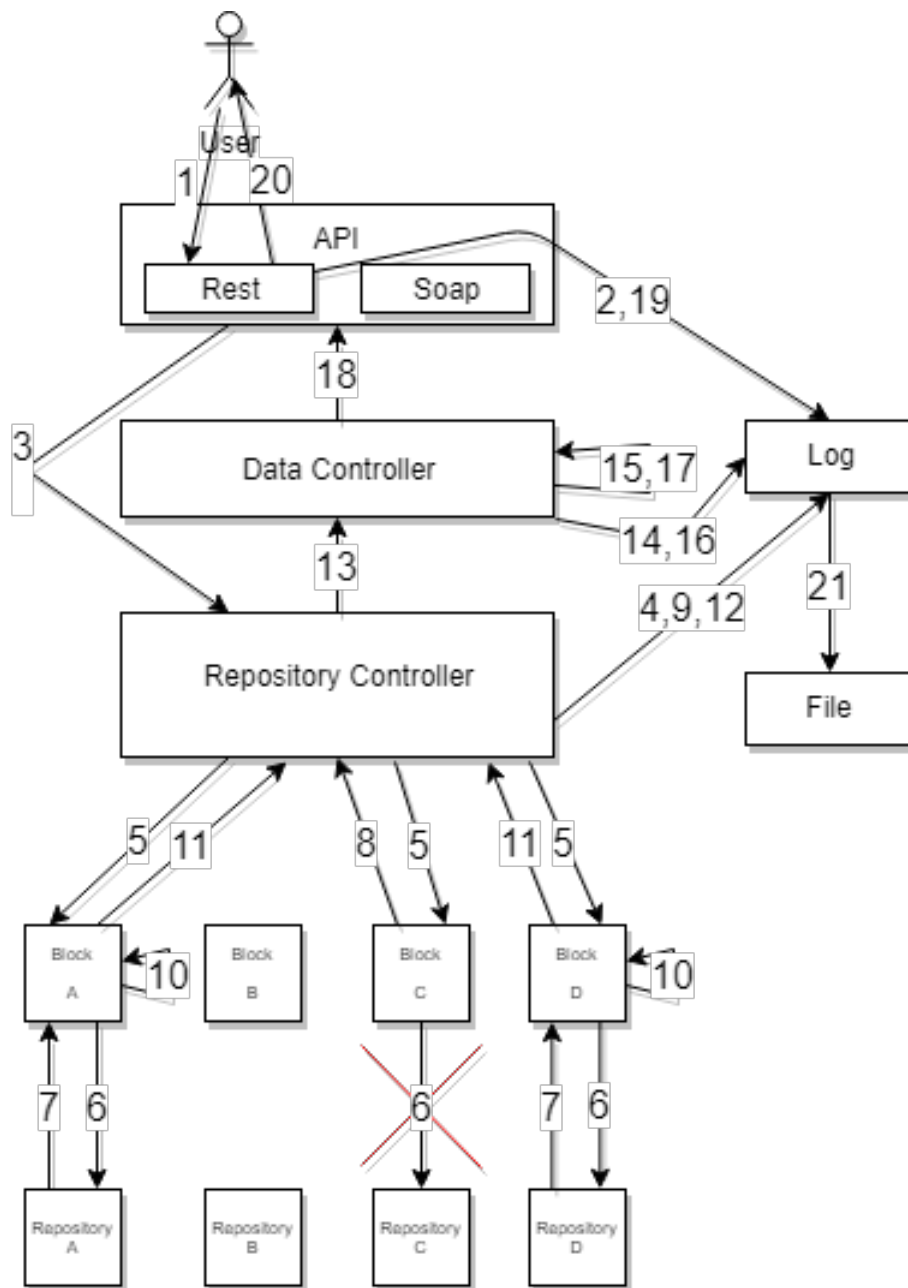 User
1
20
API
Rest
Soap
2,19
18
3
Data Controller
15,17
Log
14,16
13
4,9,12
21
Repository Controller
File
5
11
8
5
11
5
Block
A
Block
B
Block
C
Block
D
10
10
7
6
6
7
6
Repository
A
Repository
B
Repository
C
Repository
D